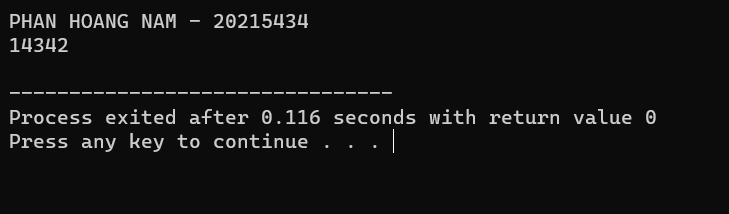 PHAN HOANG NAM - 20215434
14342
--------------------------------
Process exited after 0.116 seconds with return value 0
Press any key to continue . . .